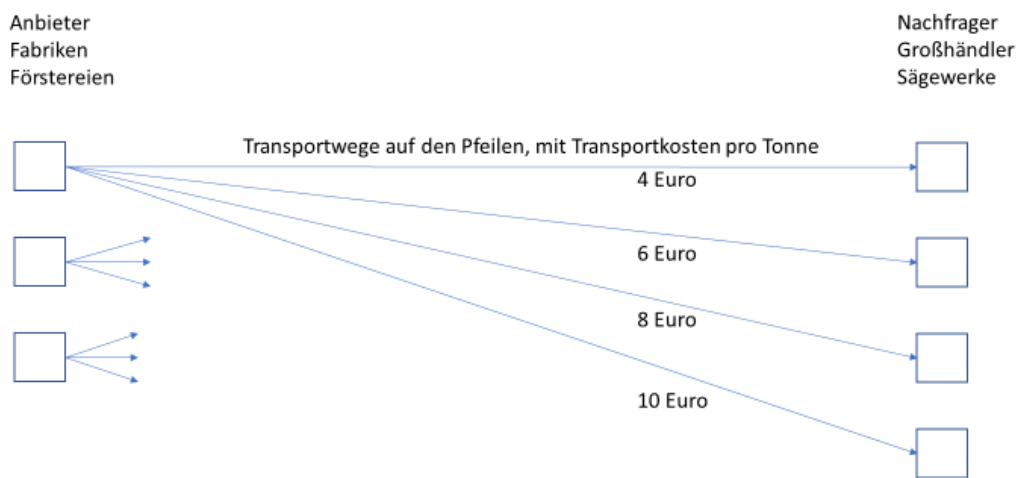 Anbieter
Fabriken
Förstereien
Nachfrager
Großhändler
Sägewerke
Transportwege auf den Pfeilen, mit Transportkosten pro Tonne
4 Euro
6 Euro
8 Euro
10 Euro